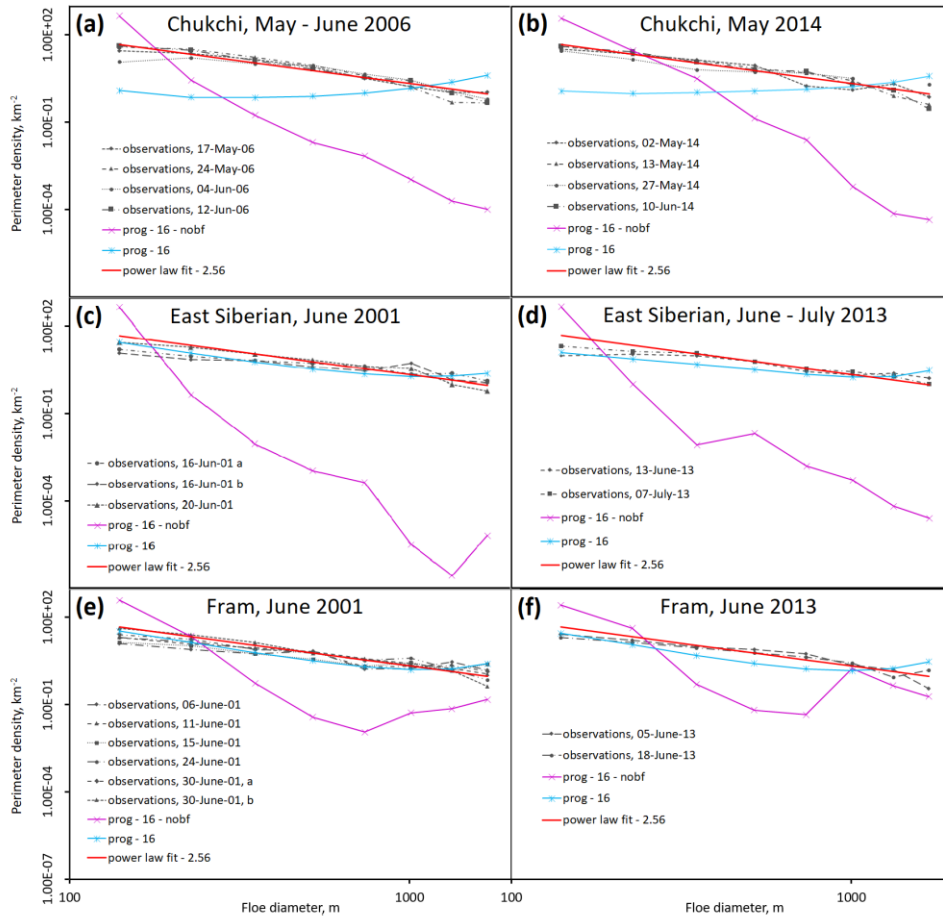 (a) Chukchi, May - June 2006
Perimeter density, km⁻²
1.00E+02
1.00E-01
1.00E-04
observations, 17-May-06
observations, 24-May-06
observations, 04-Jun-06
observations, 12-Jun-06
prog - 16 - nobf
prog - 16
power law fit - 2.56
(b) Chukchi, May 2014
observations, 02-May-14
observations, 13-May-14
observations, 27-May-14
observations, 10-Jun-14
prog - 16 - nobf
prog - 16
power law fit - 2.56
(c) East Siberian, June 2001
Perimeter density, km⁻²
1.00E+02
1.00E-01
1.00E-04
observations, 16-Jun-01 a
observations, 16-Jun-01 b
observations, 20-Jun-01
prog - 16 - nobf
prog - 16
power law fit - 2.56
(d) East Siberian, June - July 2013
observations, 13-June-13
observations, 07-July-13
prog - 16 - nobf
prog - 16
power law fit - 2.56
(e) Fram, June 2001
Perimeter density, km⁻²
1.00E+02
1.00E-01
1.00E-04
1.00E-07
observations, 06-June-01
observations, 11-June-01
observations, 15-June-01
observations, 24-June-01
observations, 30-June-01, a
observations, 30-June-01, b
prog - 16 - nobf
prog - 16
power law fit - 2.56
100
1000
Floe diameter, m
(f) Fram, June 2013
observations, 05-June-13
observations, 18-June-13
prog - 16 - nobf
prog - 16
power law fit - 2.56
100
1000
Floe diameter, m